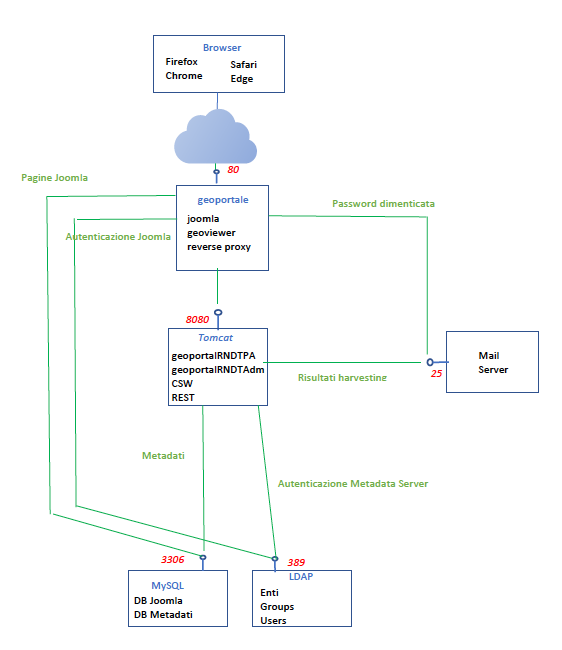 Browser
Firefox
Safari
Chrome
Edge
80
Pagine Joomla
geoportale
Password dimenticata
joomla
geoviewer
Autenticazione Joomla
reverse proxy
8080
Tomcat
geoportalRNDTPA
geoportalRNDTAdm
CSW
REST
Mail
Server
25
Risultati harvesting
Metadati
Autenticazione Metadata Server
3306
389
LDAP
MySQL
DB Joomla
DB Metadati
Enti
Groups
Users